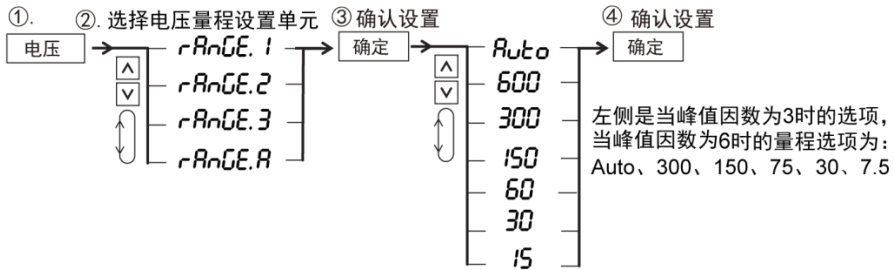 ①. ②. 选择电压量程设置单元 ③ 确认设置 ④ 确认设置
电压 rAnGE.1 确定 Auto 确定
rAnGE.2 600
rAnGE.3 300
rAnGE.A 150
60
30
15
左侧是当峰值因数为3时的选项，
当峰值因数为6时的量程选项为：
Auto、300、150、75、30、7.5